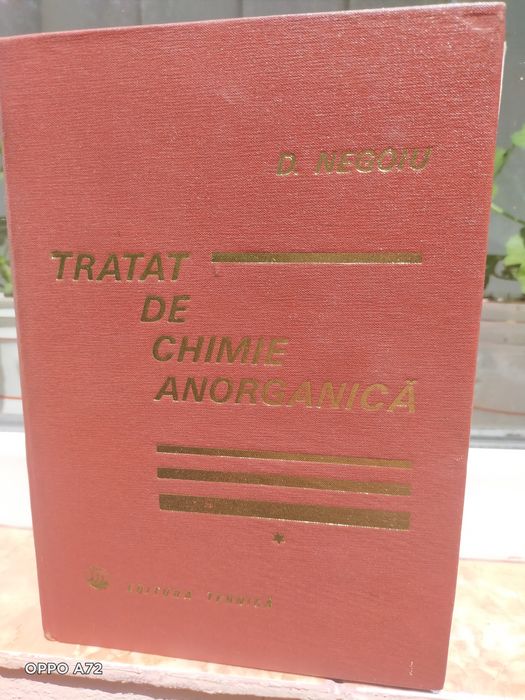 D. NEGOIU
TRATAT
DE
CHIMIE
ANORGANICĂ
*
EDITURA TEHNICĂ
OPPO A72